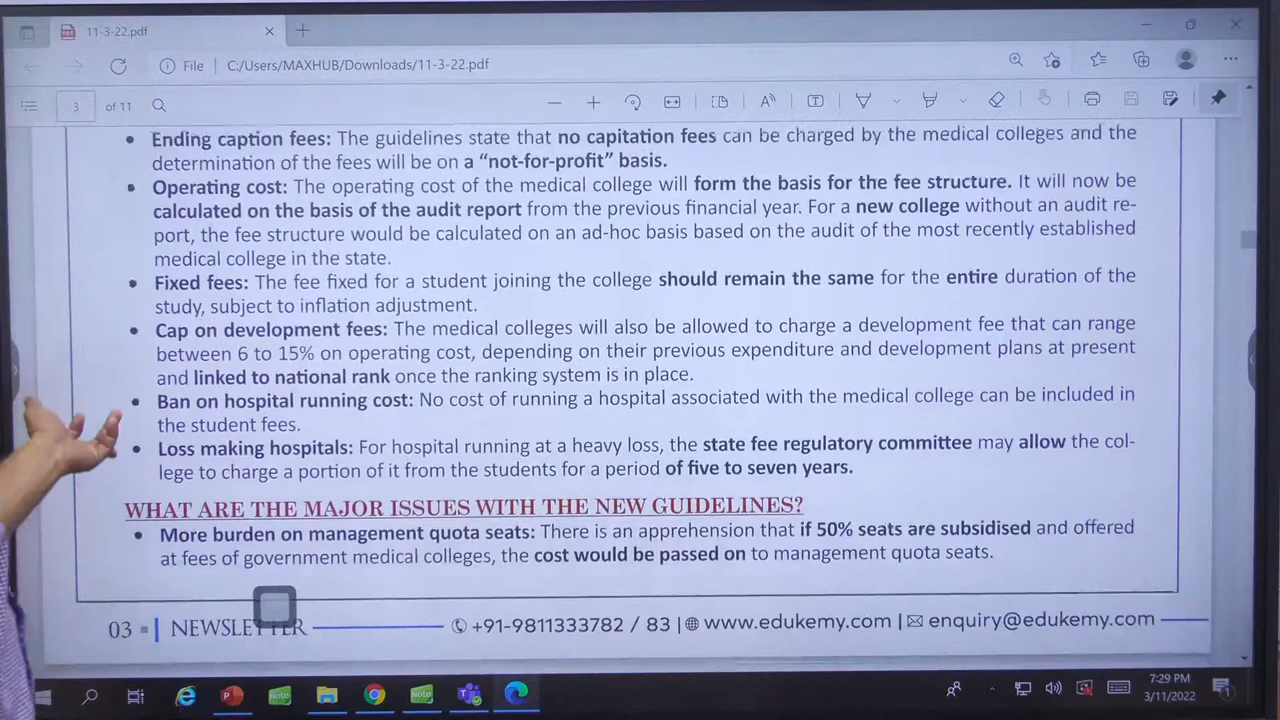 11-3-22.pdf
File | C:/Users/MAXHUB/Downloads/11-3-22.pdf
3 of 11
• Ending caption fees: The guidelines state that no capitation fees can be charged by the medical colleges and the
determination of the fees will be on a “not-for-profit” basis.
• Operating cost: The operating cost of the medical college will form the basis for the fee structure. It will now be
calculated on the basis of the audit report from the previous financial year. For a new college without an audit re-
port, the fee structure would be calculated on an ad-hoc basis based on the audit of the most recently established
medical college in the state.
• Fixed fees: The fee fixed for a student joining the college should remain the same for the entire duration of the
study, subject to inflation adjustment.
• Cap on development fees: The medical colleges will also be allowed to charge a development fee that can range
between 6 to 15% on operating cost, depending on their previous expenditure and development plans at present
and linked to national rank once the ranking system is in place.
• Ban on hospital running cost: No cost of running a hospital associated with the medical college can be included in
the student fees.
• Loss making hospitals: For hospital running at a heavy loss, the state fee regulatory committee may allow the col-
lege to charge a portion of it from the students for a period of five to seven years.
WHAT ARE THE MAJOR ISSUES WITH THE NEW GUIDELINES?
• More burden on management quota seats: There is an apprehension that if 50% seats are subsidised and offered
at fees of government medical colleges, the cost would be passed on to management quota seats.
03 | NEWSLETTER +91-9811333782 / 83 | www.edukemy.com | enquiry@edukemy.com
Note Note
7:29 PM
3/11/2022